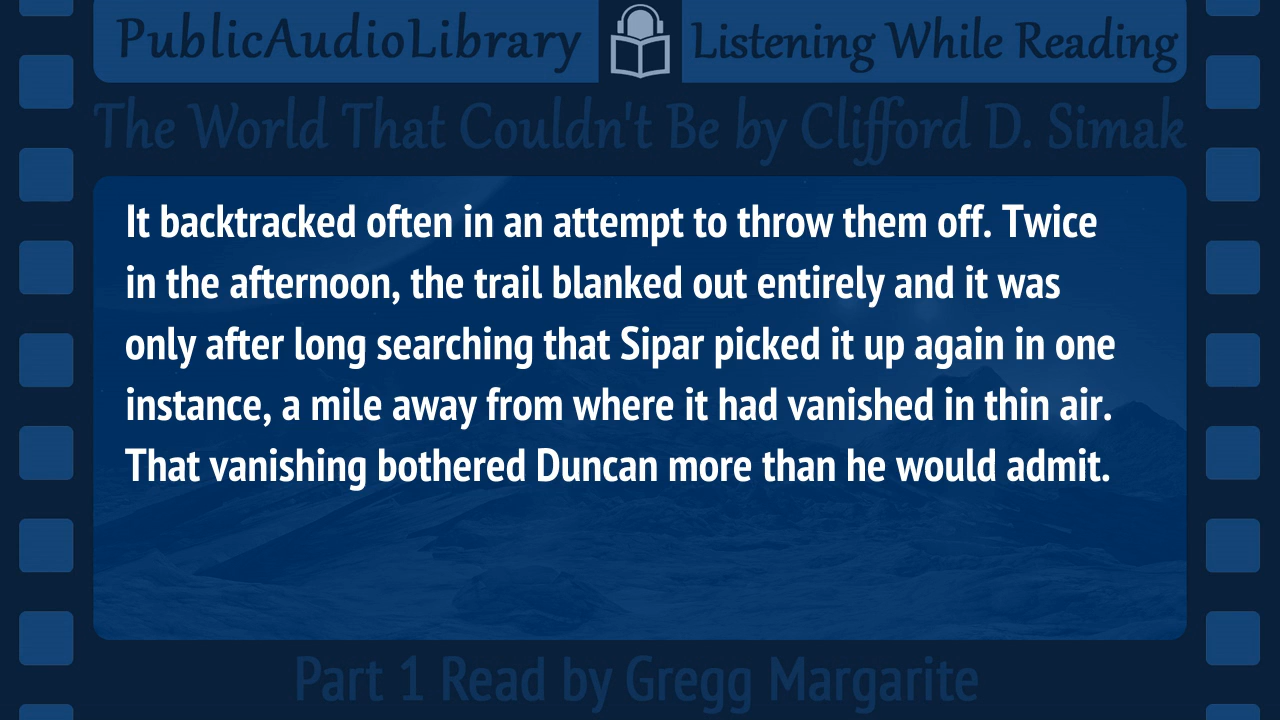 PublicAudioLibrary Listening While Reading
The World That Couldn't Be by Clifford D. Simak
It backtracked often in an attempt to throw them off. Twice
in the afternoon, the trail blanked out entirely and it was
only after long searching that Sipar picked it up again in one
instance, a mile away from where it had vanished in thin air.
That vanishing bothered Duncan more than he would admit.
Part 1 Read by Gregg Margarite